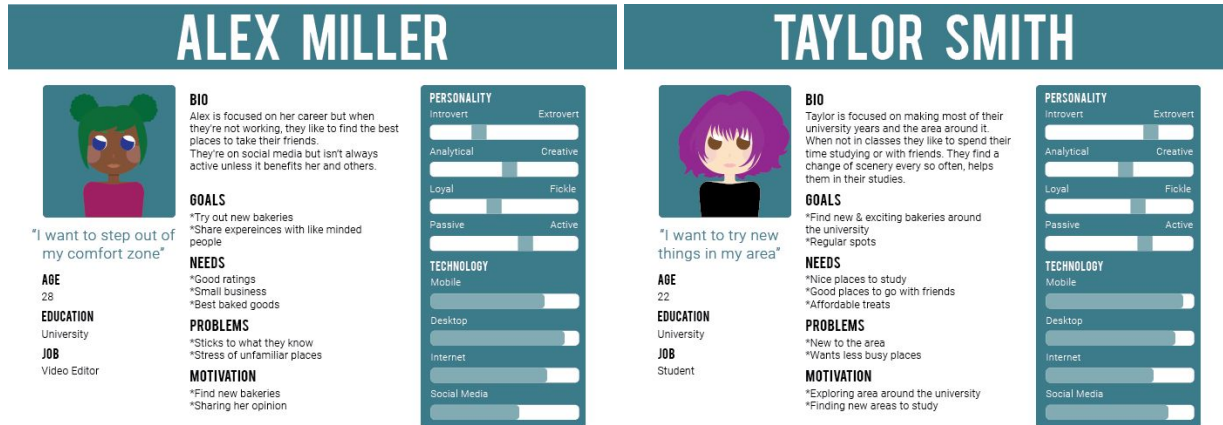 ALEX MILLER
"I want to step out of
my comfort zone"
AGE
28
EDUCATION
University
JOB
Video Editor
BIO
Alex is focused on her career but when
they're not working, they like to find the best
places to take their friends.
They're on social media but isn't always
active unless it benefits her and others.
GOALS
*Try out new bakeries
*Share expereinces with like minded
people
NEEDS
*Good ratings
*Small business
*Best baked goods
PROBLEMS
*Sticks to what they know
*Stress of unfamiliar places
MOTIVATION
*Find new bakeries
*Sharing her opinion
PERSONALITY
Introvert Extrovert
Analytical Creative
Loyal Fickle
Passive Active
TECHNOLOGY
Mobile
Desktop
Internet
Social Media
TAYLOR SMITH
"I want to try new
things in my area"
AGE
22
EDUCATION
University
JOB
Student
BIO
Taylor is focused on making most of their
university years and the area around it.
When not in classes they like to spend their
time studying or with friends. They find a
change of scenery every so often, helps
them in their studies.
GOALS
*Find new & exciting bakeries around
the university
*Regular spots
NEEDS
*Nice places to study
*Good places to go with friends
*Affordable treats
PROBLEMS
*New to the area
*Wants less busy places
MOTIVATION
*Exploring area around the university
*Finding new areas to study
PERSONALITY
Introvert Extrovert
Analytical Creative
Loyal Fickle
Passive Active
TECHNOLOGY
Mobile
Desktop
Internet
Social Media